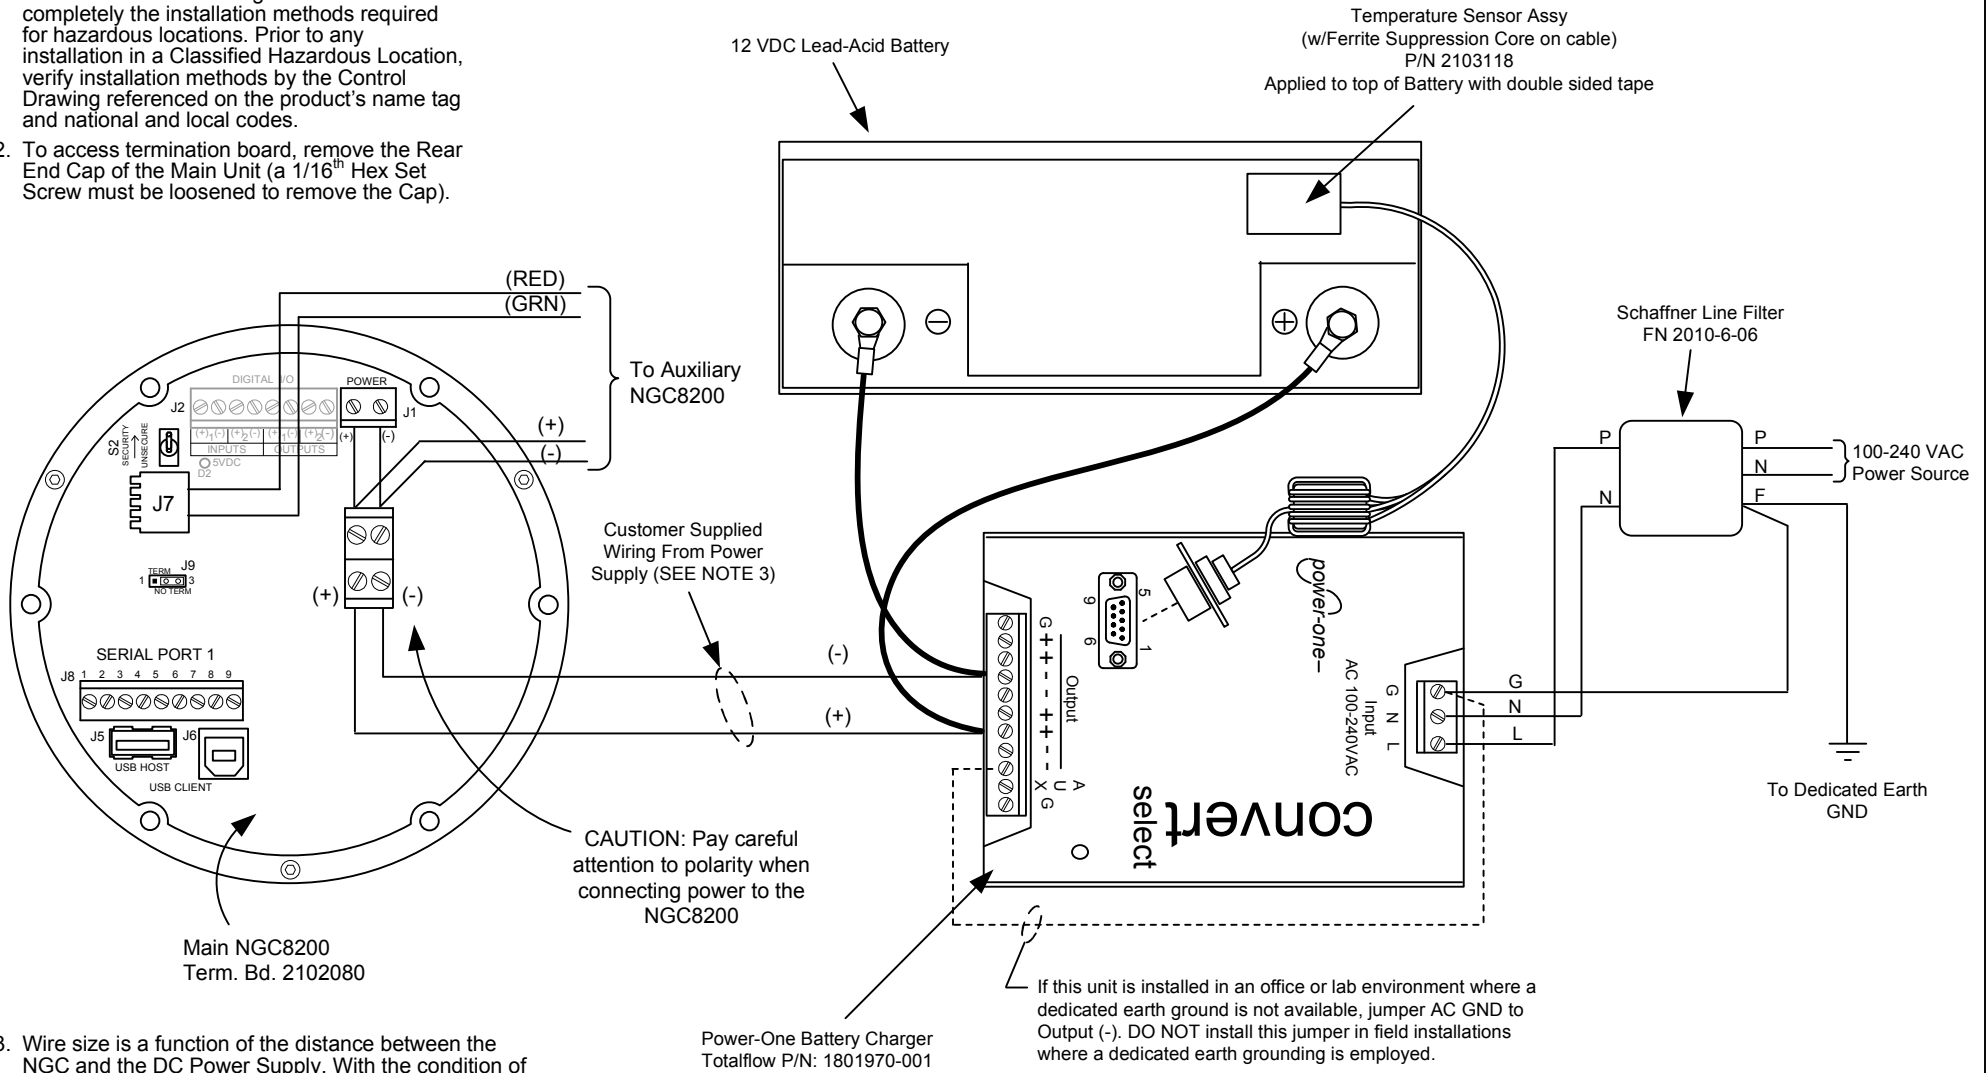 completely the installation methods required
for hazardous locations. Prior to any
installation in a Classified Hazardous Location,
verify installation methods by the Control
Drawing referenced on the product's name tag
and national and local codes.
2. To access termination board, remove the Rear
End Cap of the Main Unit (a 1/16th Hex Set
Screw must be loosened to remove the Cap).
12 VDC Lead-Acid Battery
Temperature Sensor Assy
(w/Ferrite Suppression Core on cable)
P/N 2103118
Applied to top of Battery with double sided tape
(RED)
(GRN)
To Auxiliary
NGC8200
(+)
(-)
DIGITAL I/O
POWER
J2
J1
(+) 1 (-) (+) 2 (-) (+) 1 (-) (+) 2 (-)
(+) (-)
INPUTS OUTPUTS
5VDC
D2
S2
SECURITY
UNSECURE
J7
J9
TERM
1 3
NO TERM
(+) (-)
SERIAL PORT 1
J8 1 2 3 4 5 6 7 8 9
J5
USB HOST
J6
USB CLIENT
Main NGC8200
Term. Bd. 2102080
CAUTION: Pay careful
attention to polarity when
connecting power to the
NGC8200
Customer Supplied
Wiring From Power
Supply (SEE NOTE 3)
(-)
(+)
Schaffner Line Filter
FN 2010-6-06
P
N
P
N
F
100-240 VAC
Power Source
G
N
L
To Dedicated Earth
GND
5
9
6
1
power-one
G + + - - + + - - AUX G
Output
AC 100-240VAC
Input
G N L
convert
select
Power-One Battery Charger
Totalflow P/N: 1801970-001
If this unit is installed in an office or lab environment where a
dedicated earth ground is not available, jumper AC GND to
Output (-). DO NOT install this jumper in field installations
where a dedicated earth grounding is employed.
3. Wire size is a function of the distance between the
NGC and the DC Power Supply. With the condition of